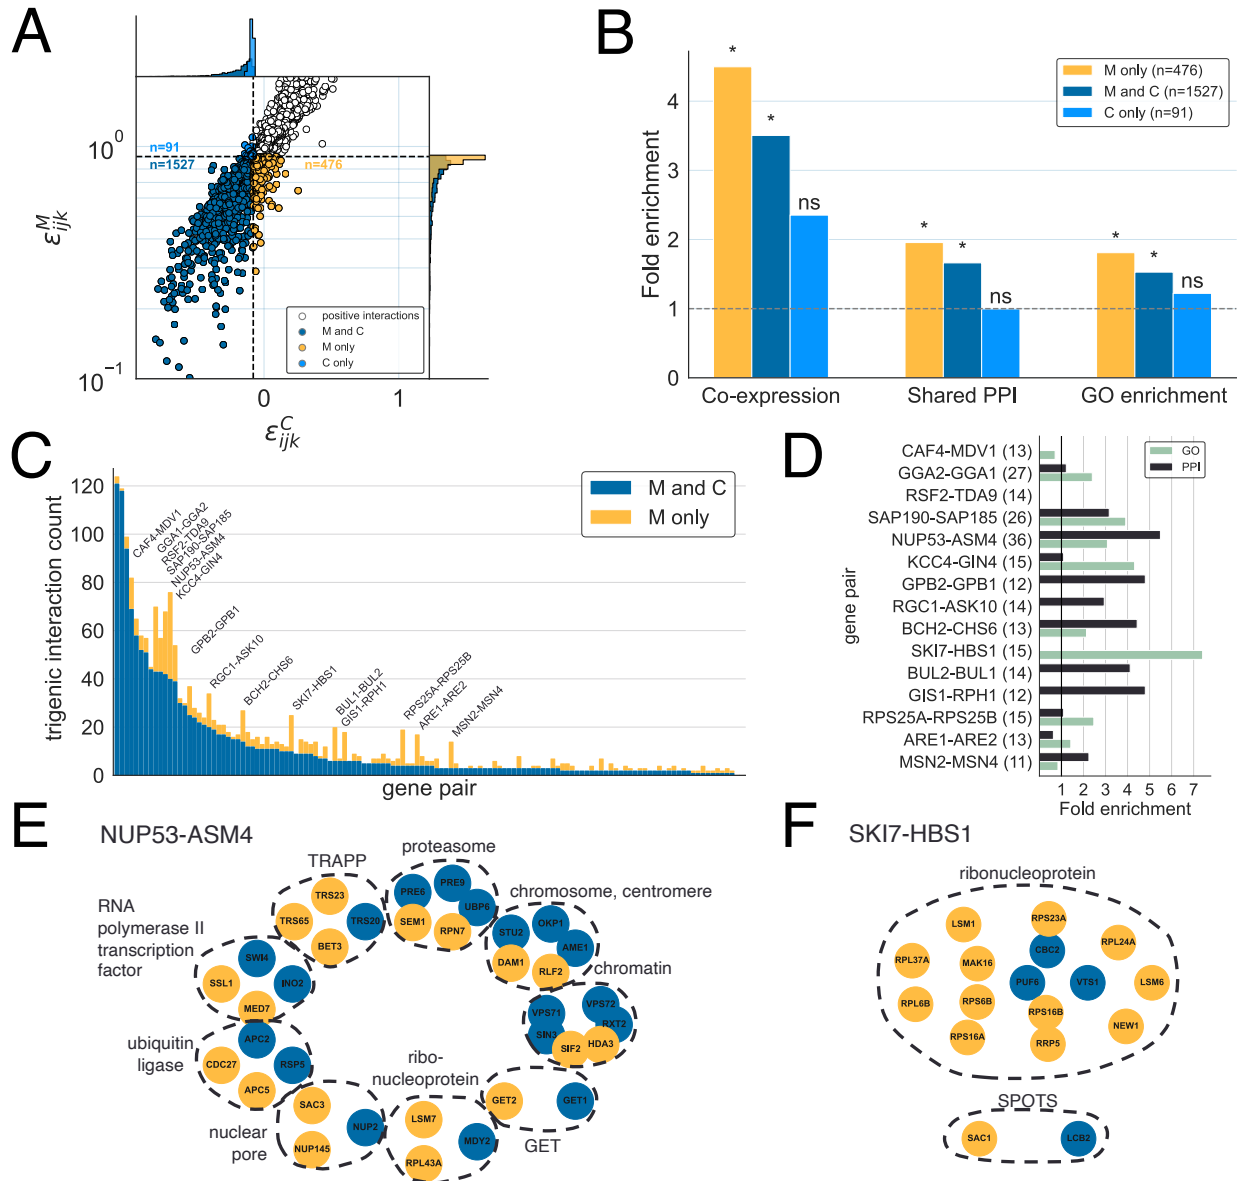 A
n=91
n=1527
n=476
10^0
10^-1
ε^M_ijk
positive interactions
M and C
M only
C only
0
1
ε^C_ijk
B
Fold enrichment
4
3
2
1
0
*
*
ns
*
*
ns
*
*
ns
M only (n=476)
M and C (n=1527)
C only (n=91)
Co-expression
Shared PPI
GO enrichment
C
trigenic interaction count
120
100
80
60
40
20
0
CAF4-MDV1
GGA1-GGA2
RSF2-TDA9
SAP190-SAP185
NUP53-ASM4
KCC4-GIN4
GPB2-GPB1
RGC1-ASK10
BCH2-CHS6
SKI7-HBS1
BUL1-BUL2
GIS1-RPH1
RPS25A-RPS25B
ARE1-ARE2
MSN2-MSN4
M and C
M only
gene pair
D
gene pair
CAF4-MDV1 (13)
GGA2-GGA1 (27)
RSF2-TDA9 (14)
SAP190-SAP185 (26)
NUP53-ASM4 (36)
KCC4-GIN4 (15)
GPB2-GPB1 (12)
RGC1-ASK10 (14)
BCH2-CHS6 (13)
SKI7-HBS1 (15)
BUL2-BUL1 (14)
GIS1-RPH1 (12)
RPS25A-RPS25B (15)
ARE1-ARE2 (13)
MSN2-MSN4 (11)
GO
PPI
1 2 3 4 5 6 7
Fold enrichment
E
NUP53-ASM4
TRAPP
TRS23
TRS65
TRS20
BET3
proteasome
PRE6
PRE9
UBP6
SEM1
RPN7
chromosome, centromere
STU2
OKP1
AME1
DAM1
RLF2
chromatin
VPS71
VPS72
RXT2
SIN3
SIF2
HDA3
RNA
polymerase II
transcription
factor
SWI4
SSL1
INO2
MED7
ubiquitin
ligase
APC2
CDC27
RSP5
APC5
nuclear
pore
SAC3
NUP2
NUP145
ribo-
nucleoprotein
LSM7
MDY2
RPL43A
GET2
GET1
GET
F
SKI7-HBS1
ribonucleoprotein
LSM1
RPS23A
RPL24A
CBC2
RPL37A
MAK16
PUF6
VTS1
LSM6
RPL6B
RPS6B
RPS16B
NEW1
RPS16A
RRP5
SPOTS
SAC1
LCB2